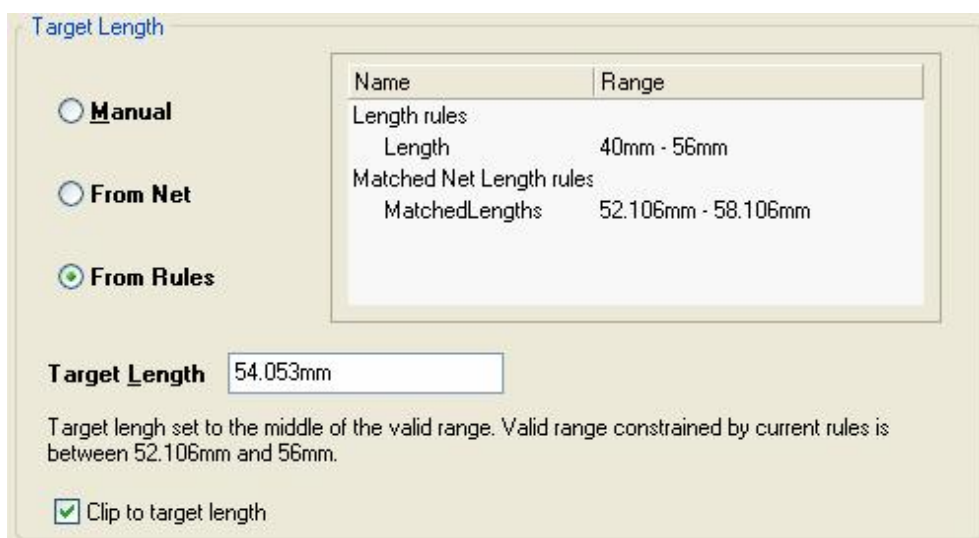 Target Length
Manual
From Net
From Rules
Name Range
Length rules
Length 40mm - 56mm
Matched Net Length rules
MatchedLengths 52.106mm - 58.106mm
Target Length 54.053mm
Target lengh set to the middle of the valid range. Valid range constrained by current rules is
between 52.106mm and 56mm.
Clip to target length